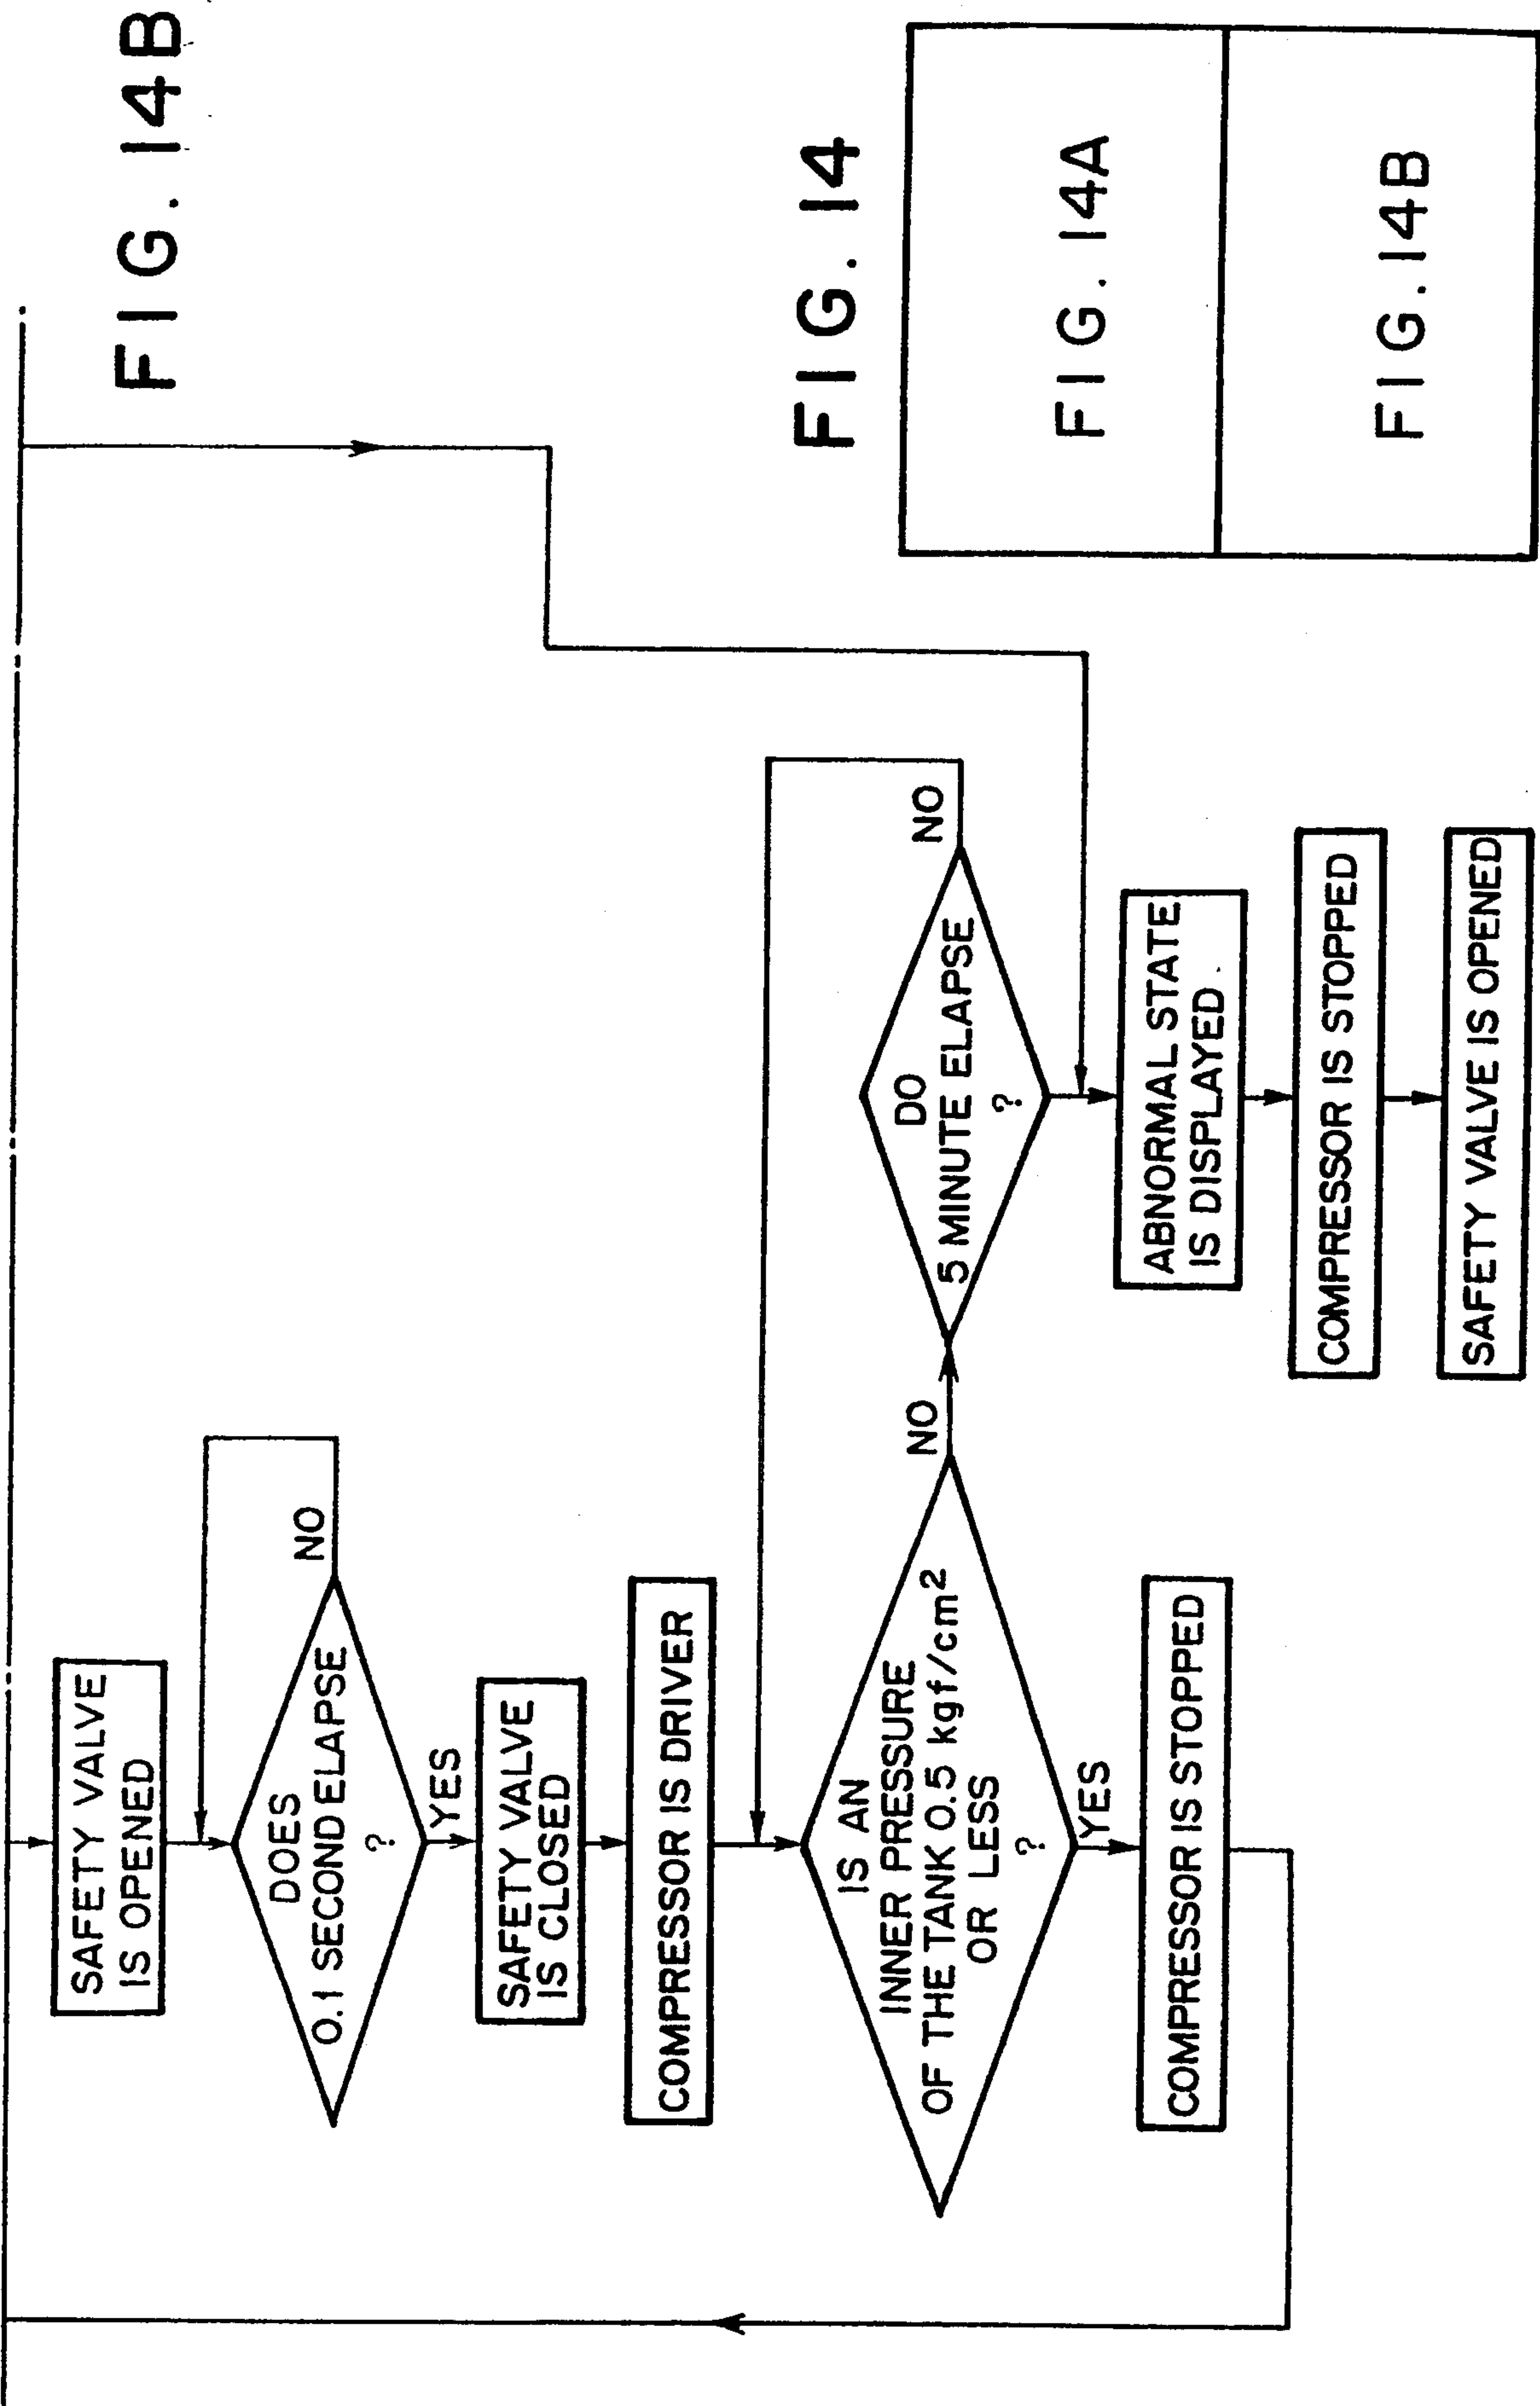 FIG. 14B
SAFETY VALVE
IS OPENED
DOES
0.1 SECOND ELAPSE
?
NO
YES
SAFETY VALVE
IS CLOSED
COMPRESSOR IS DRIVER
IS AN
INNER PRESSURE
OF THE TANK 0.5 kgf/cm²
OR LESS
?
NO
YES
COMPRESSOR IS STOPPED
DO
5 MINUTE ELAPSE
?
NO
ABNORMAL STATE
IS DISPLAYED
COMPRESSOR IS STOPPED
SAFETY VALVE IS OPENED
FIG. 14
FIG. 14A
FIG. 14B